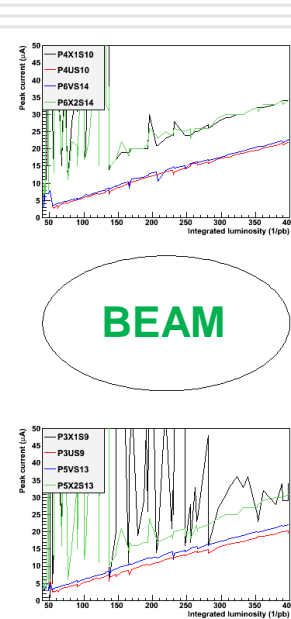 Peak current (μA)
50
45
40
35
30
25
20
15
10
5
0
P4X1S10
P4US10
P6VS14
P6X2S14
50 100 150 200 250 300 350 400
Integrated luminosity (1/pb)
BEAM
Peak current (μA)
50
45
40
35
30
25
20
15
10
5
0
P3X1S9
P3US9
P5VS13
P5X2S13
50 100 150 200 250 300 350 400
Integrated luminosity (1/pb)